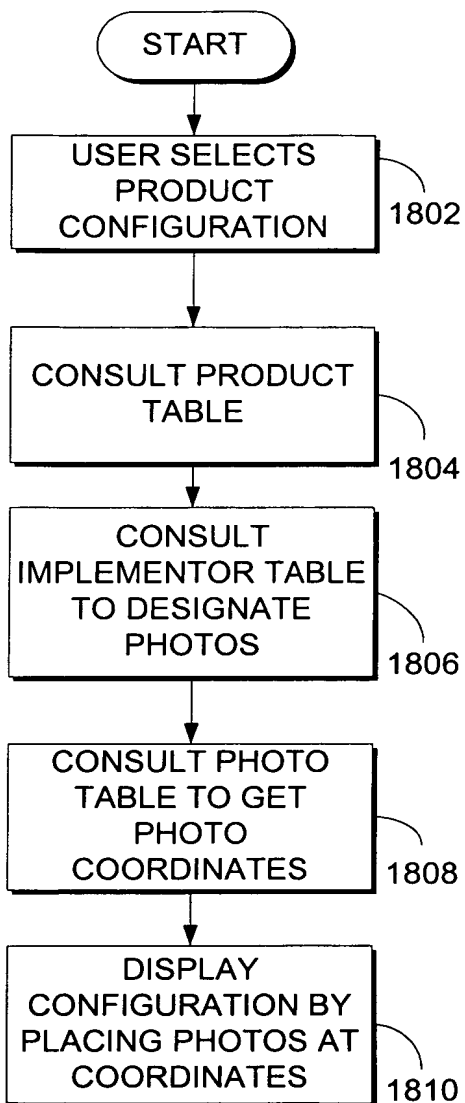 START
USER SELECTS
PRODUCT
CONFIGURATION
1802
CONSULT PRODUCT
TABLE
1804
CONSULT
IMPLEMENTOR TABLE
TO DESIGNATE
PHOTOS
1806
CONSULT PHOTO
TABLE TO GET
PHOTO
COORDINATES
1808
DISPLAY
CONFIGURATION BY
PLACING PHOTOS AT
COORDINATES
1810